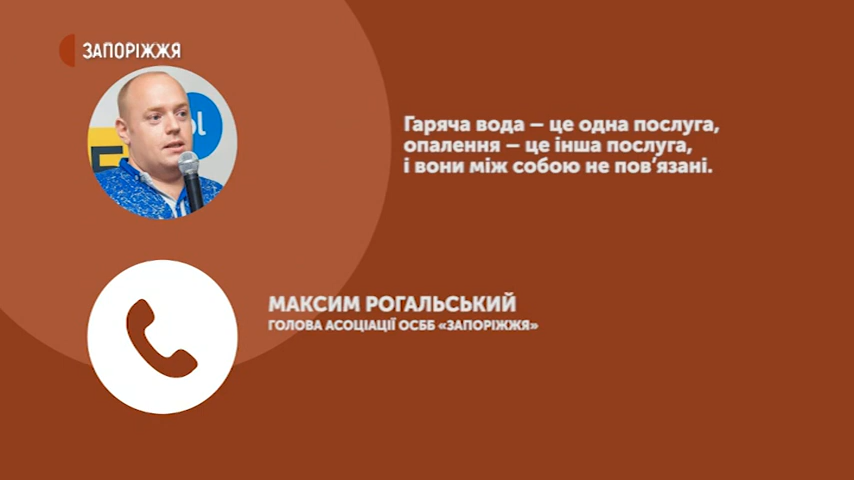 ЗАПОРІЖЖЯ
Гаряча вода – це одна послуга,
опалення – це інша послуга,
і вони між собою не пов’язані.
МАКСИМ РОГАЛЬСЬКИЙ
ГОЛОВА АСОЦІАЦІЇ ОСББ «ЗАПОРІЖЖЯ»